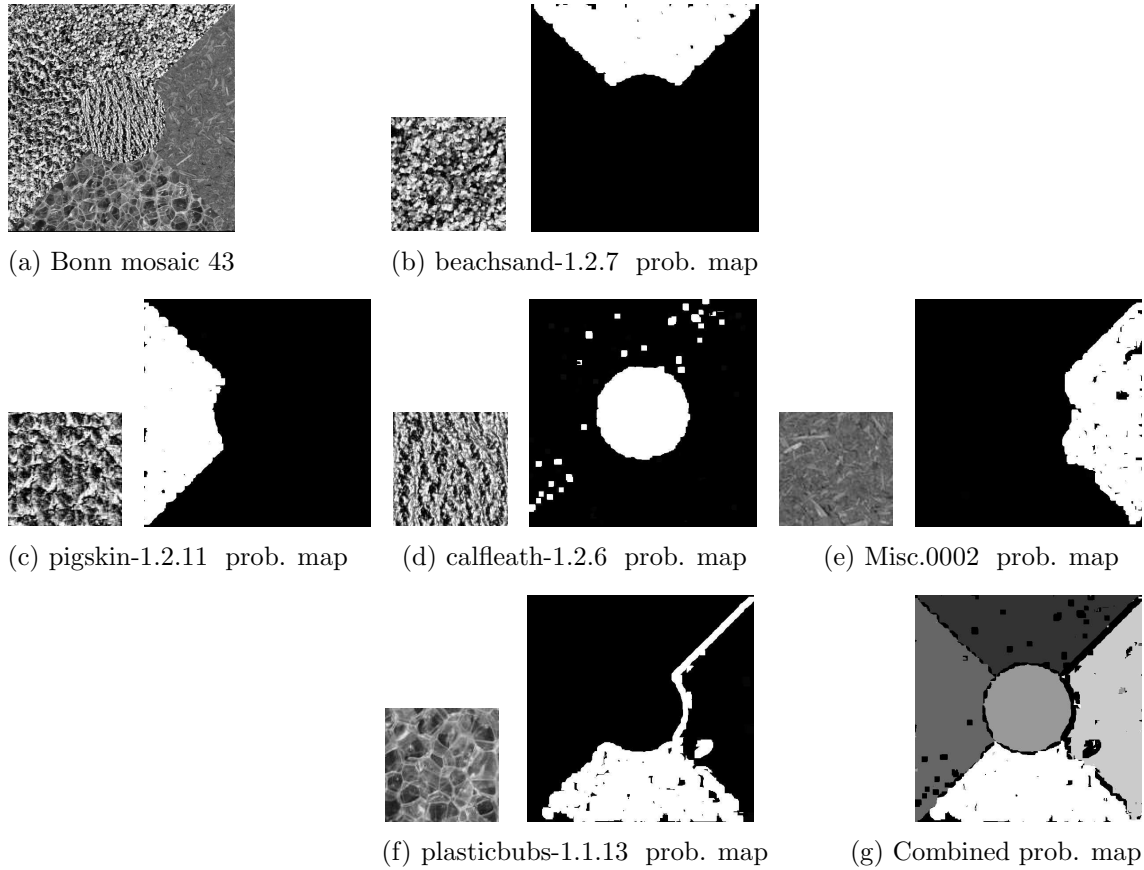 (a) Bonn mosaic 43
(b) beachsand-1.2.7 prob. map
(c) pigskin-1.2.11 prob. map
(d) calfleath-1.2.6 prob. map
(e) Misc.0002 prob. map
(f) plasticbubs-1.1.13 prob. map
(g) Combined prob. map